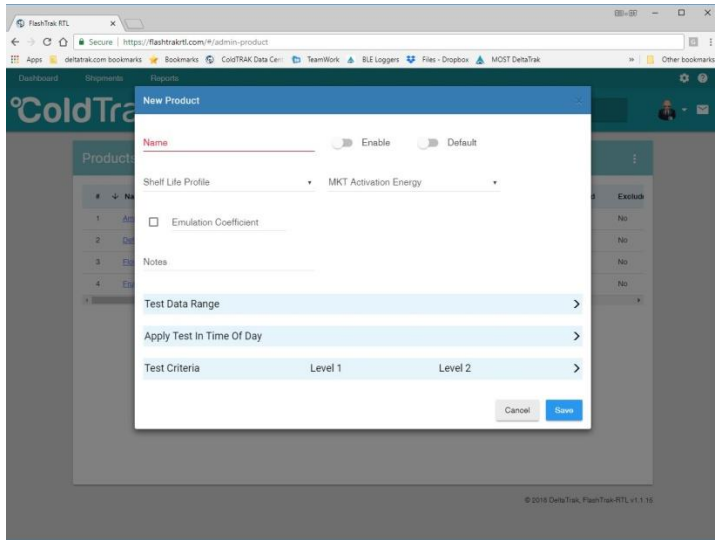 FlashTrak RTL
Secure | https://flashtrakrtl.com/#/admin-product
Apps deltatrak.com bookmarks Bookmarks ColdTRAK Data Cen TeamWork BLE Loggers Files - Dropbox MOST DeltaTrak » Other bookmarks
Dashboard Shipments Reports
°ColdTra
New Product
Name Enable Default
Products
Shelf Life Profile MKT Activation Energy
# Na Exclud
1 No
Emulation Coefficient
2 No
3 No
Notes
4 No
Test Data Range
Apply Test In Time Of Day
Test Criteria Level 1 Level 2
Cancel Save
© 2018 DeltaTrak, FlashTrak-RTL v1.1.15